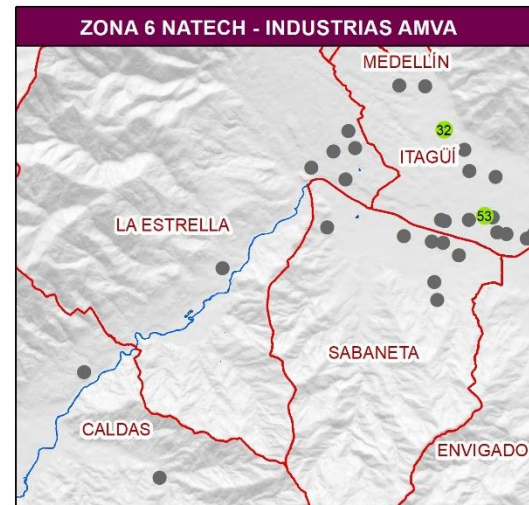 ZONA 6 NATECH - INDUSTRIAS AMVA
MEDELLÍN
32
ITAGÜÍ
53
LA ESTRELLA
SABANETA
CALDAS
ENVIGADO